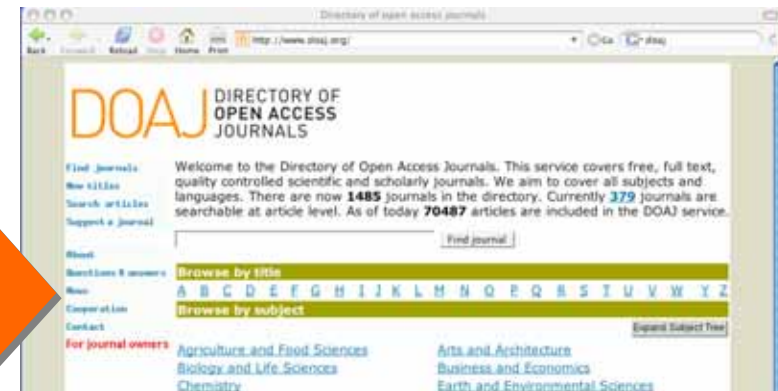 Directory of open access journals
Back Forward Reload Stop Home Print http://www.doaj.org/ Go doaj
DOAJ DIRECTORY OF
OPEN ACCESS
JOURNALS
Find journals
New titles
Search articles
Suggest a journal
About
Questions & answers
News
Cooperation
Contact
For journal owners
Welcome to the Directory of Open Access Journals. This service covers free, full text,
quality controlled scientific and scholarly journals. We aim to cover all subjects and
languages. There are now 1485 journals in the directory. Currently 379 journals are
searchable at article level. As of today 70487 articles are included in the DOAJ service.
Find journal
Browse by title
A B C D E F G H I J K L M N O P Q R S T U V W Y Z
Browse by subject
Expand Subject Tree
Agriculture and Food Sciences Arts and Architecture
Biology and Life Sciences Business and Economics
Chemistry Earth and Environmental Sciences